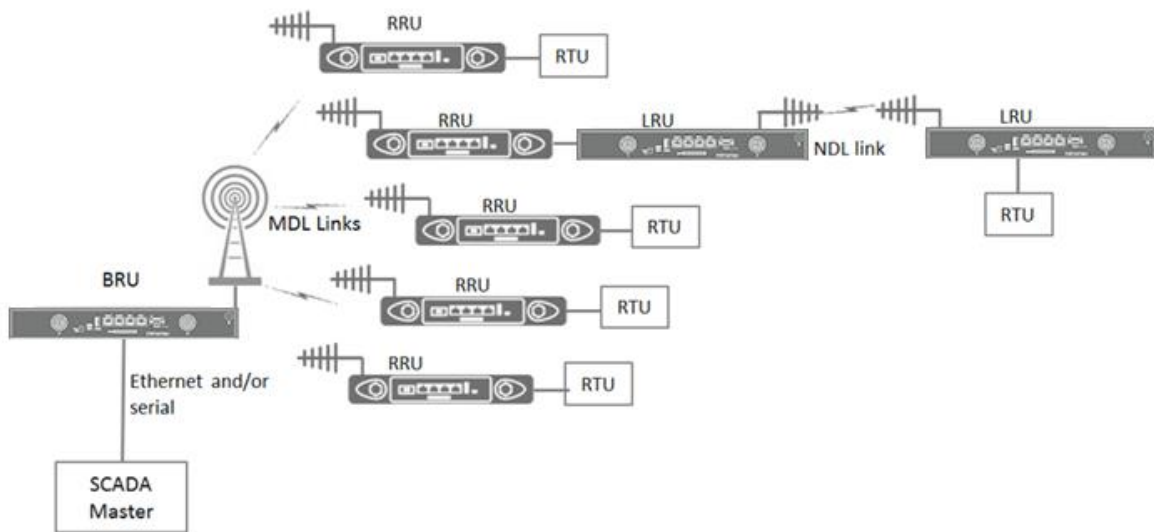 RRU
RTU
RRU
LRU
NDL link
LRU
RTU
MDL Links
RRU
RTU
BRU
RRU
RTU
Ethernet and/or
serial
RRU
RTU
SCADA
Master